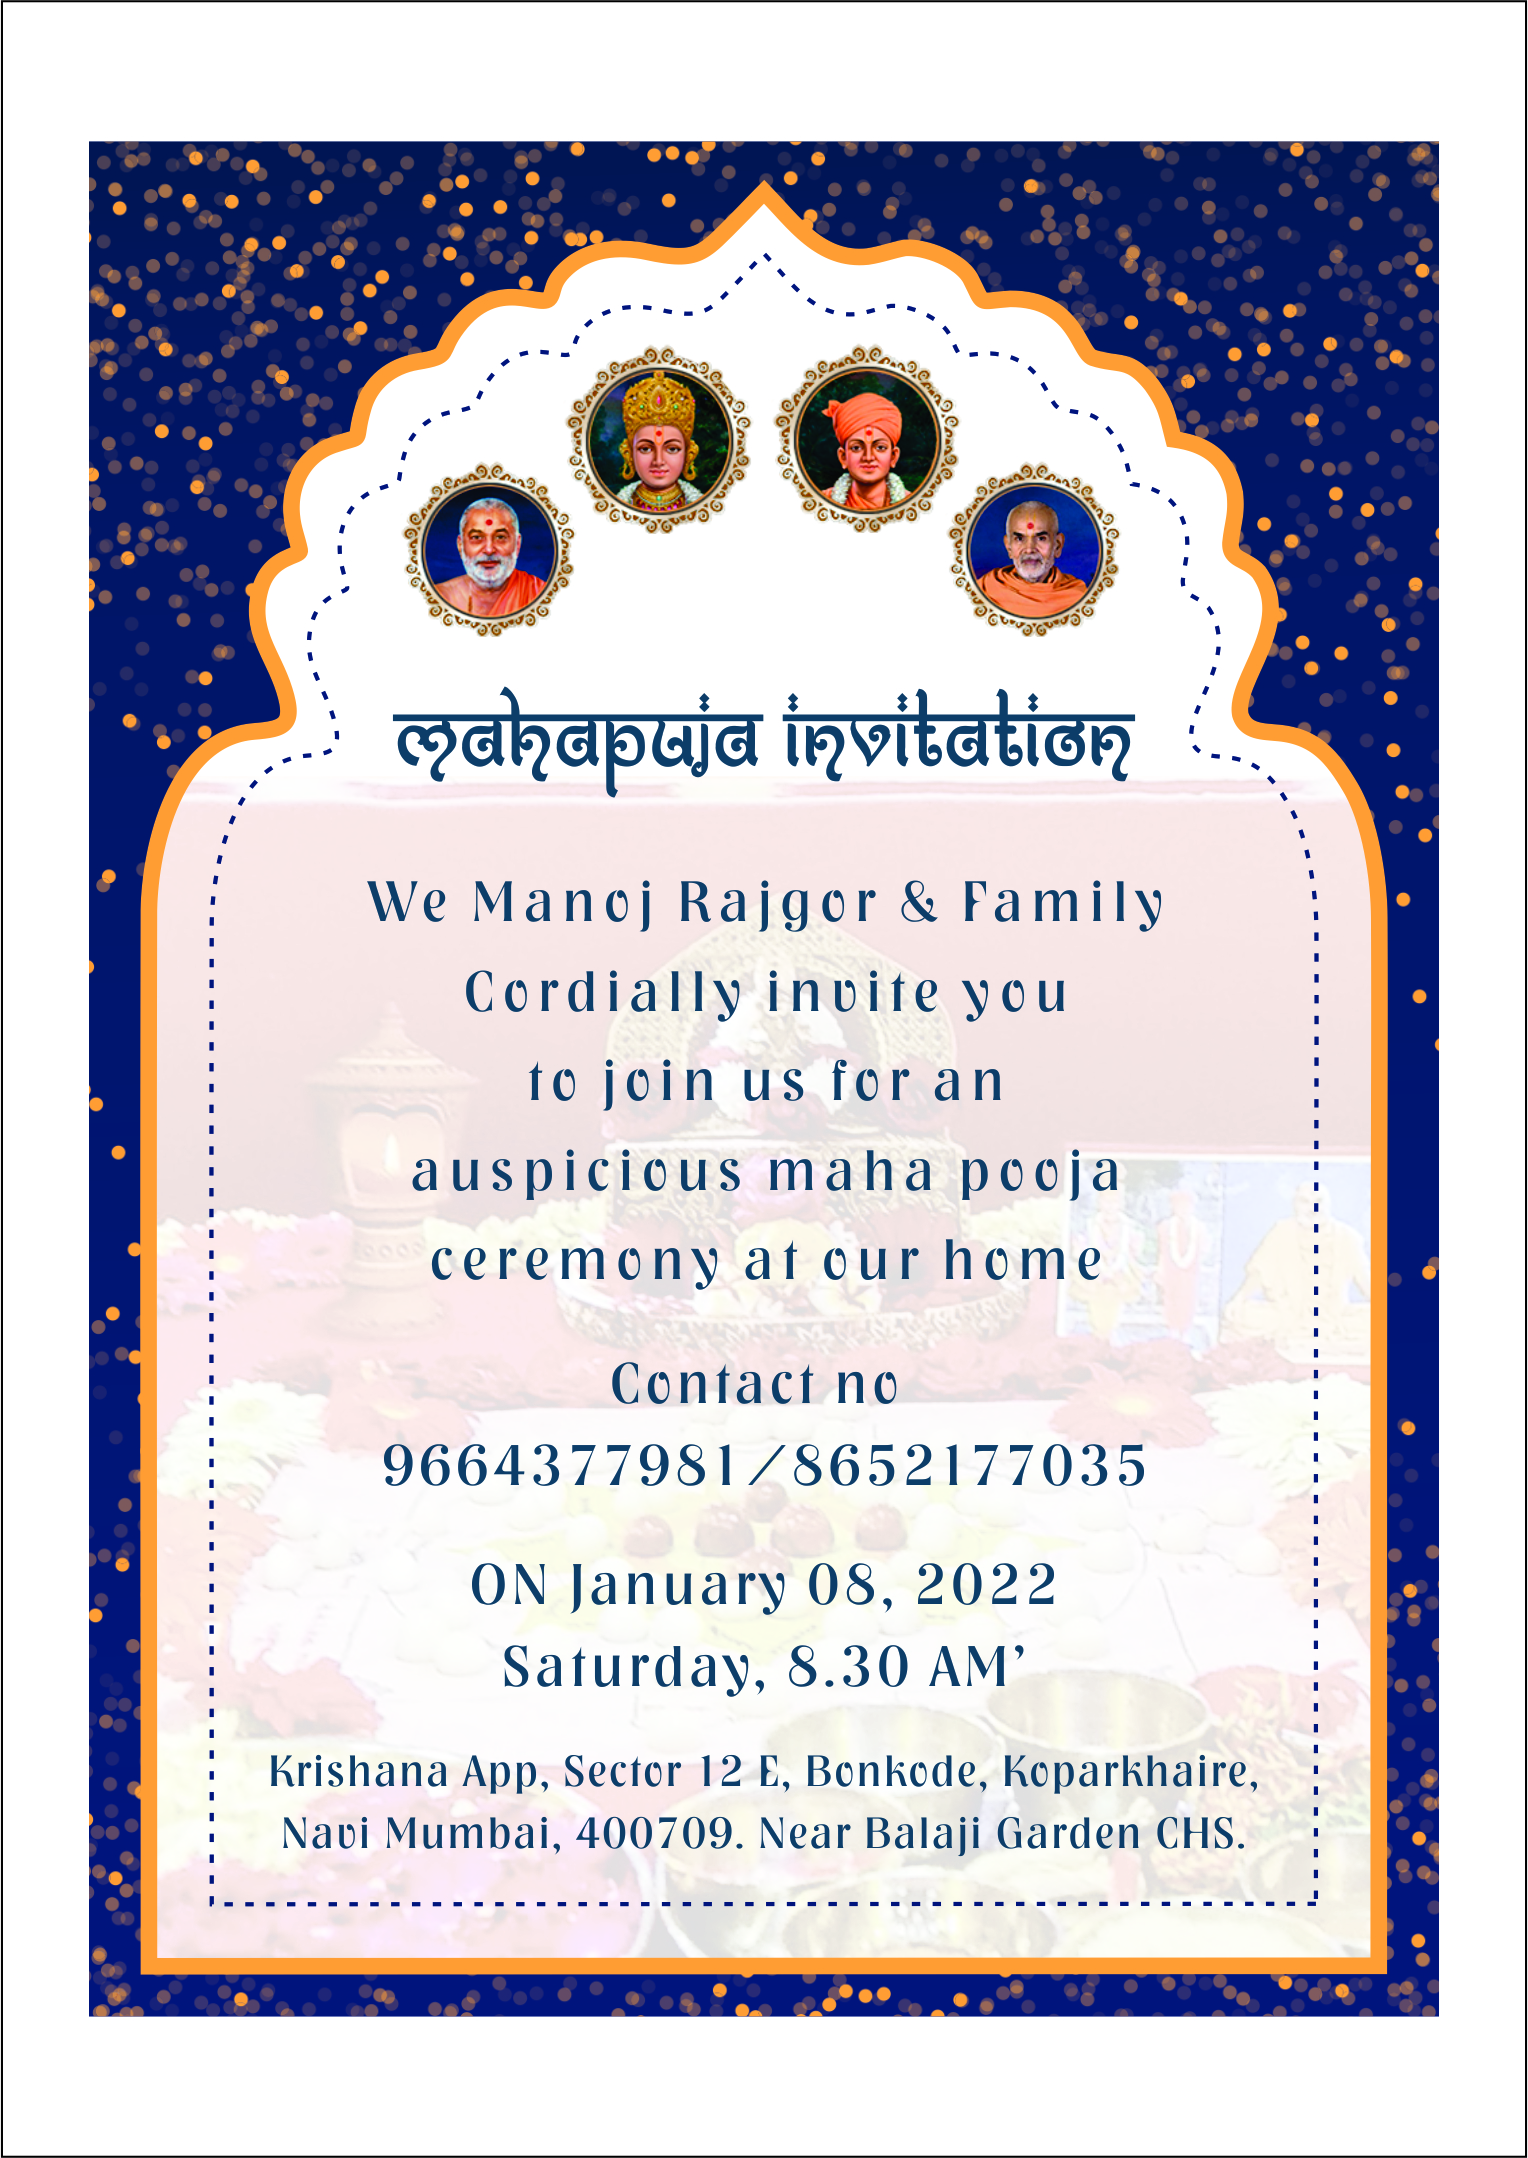 mahapuja invitation
We Manoj Rajgor & Family
Cordially invite you
to join us for an
auspicious maha pooja
ceremony at our home
Contact no
9664377981/8652177035
ON January 08, 2022
Saturday, 8.30 AM’
Krishana App, Sector 12 E, Bonkode, Koparkhaire,
Navi Mumbai, 400709. Near Balaji Garden CHS.